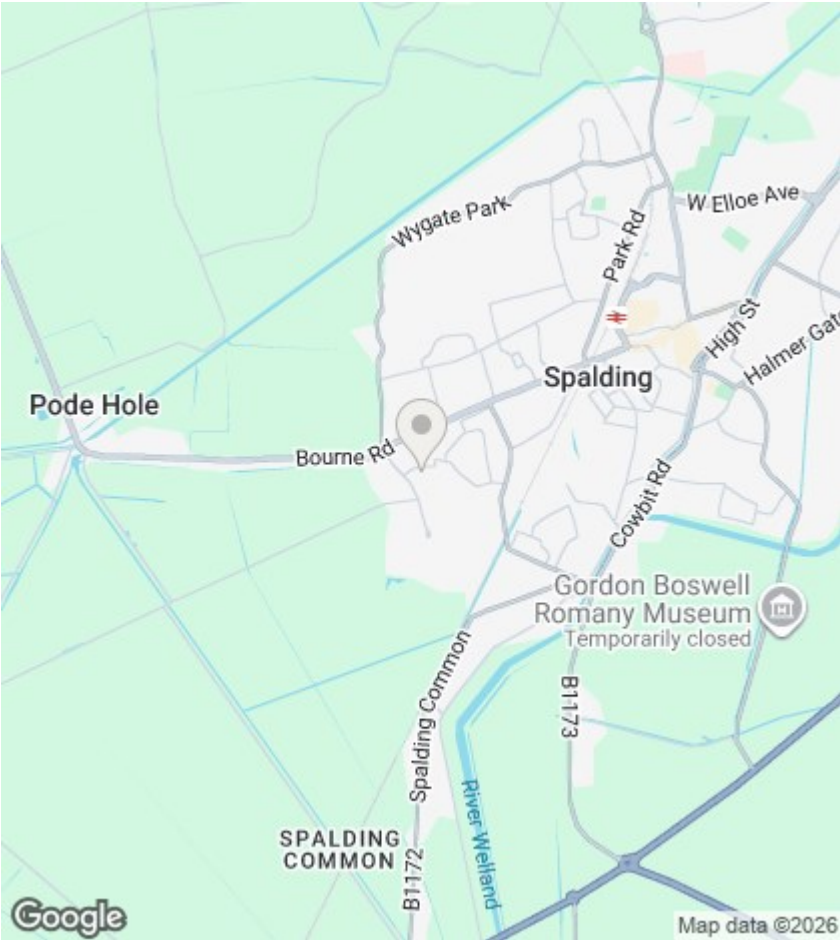 Wygate Park
W Elloe Ave
Park Rd
High St
Halmer Gate
Spalding
Pode Hole
Bourne Rd
Cowbit Rd
Gordon Boswell
Romany Museum
Temporarily closed
Spalding Common
B1173
River Welland
SPALDING
COMMON
B1172
Google
Map data ©2026